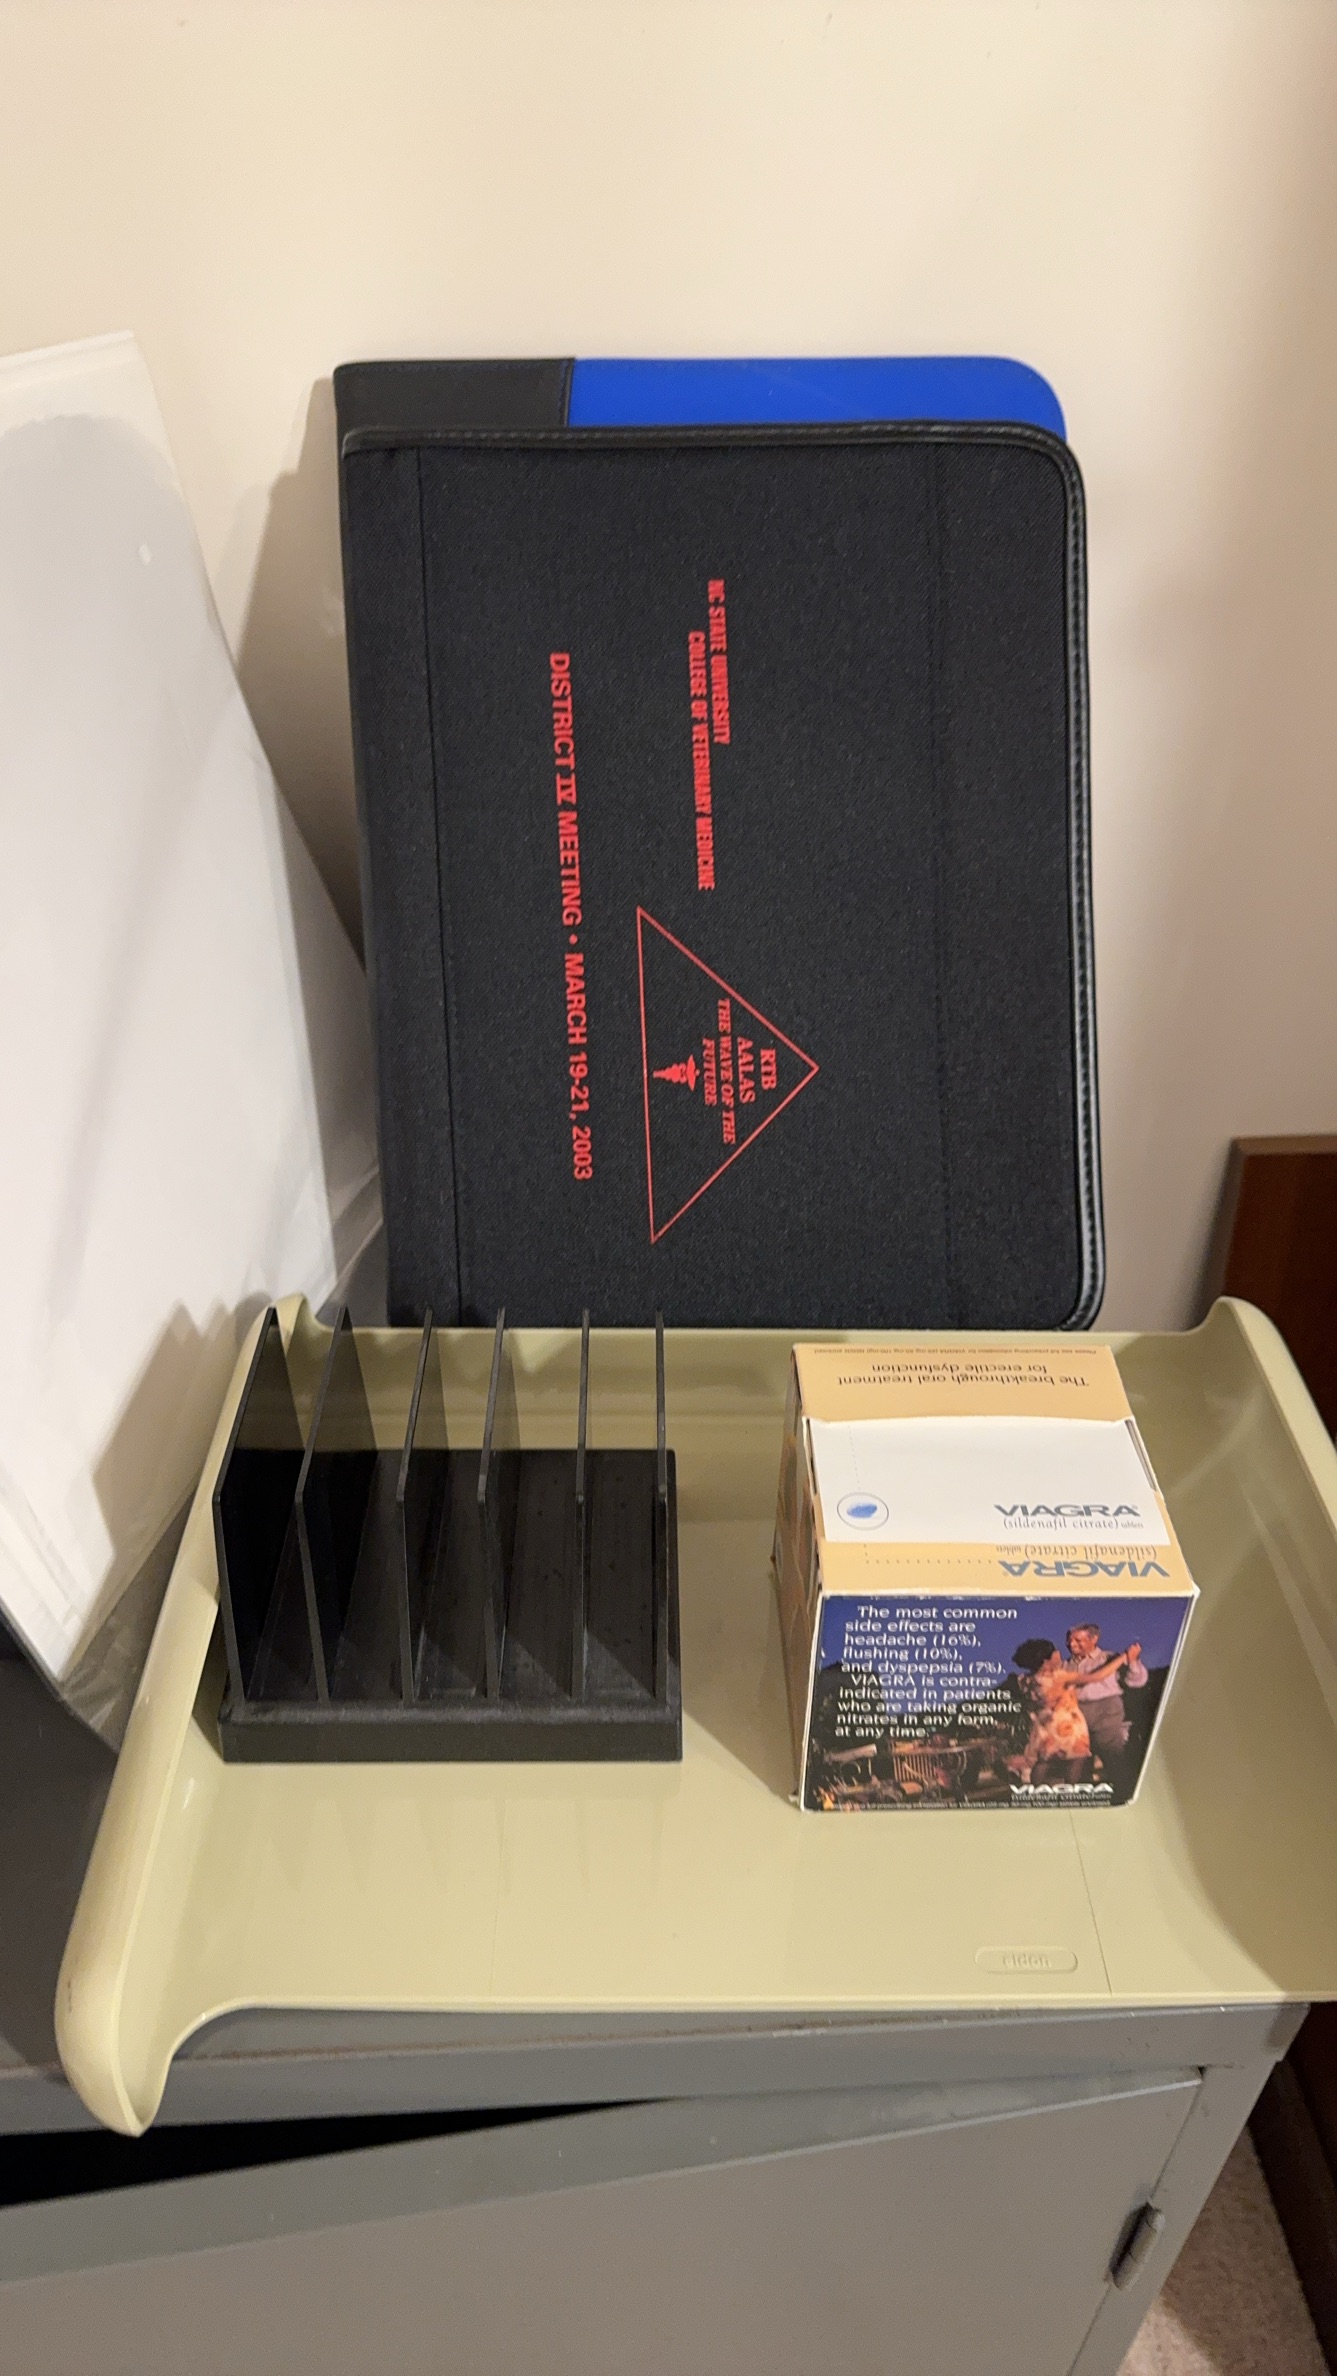 NC STATE UNIVERSITY
COLLEGE OF VETERINARY MEDICINE
RTB
AALAS
THE WAVE OF THE
FUTURE
DISTRICT IV MEETING • MARCH 19-21, 2003
The breakthrough oral treatment
for erectile dysfunction
VIAGRA
(sildenafil citrate) tablets
VIAGRA
(sildenafil citrate) tablets
The most common
side effects are
headache (16%),
flushing (10%),
and dyspepsia (7%).
VIAGRA is contra-
indicated in patients
who are taking organic
nitrates in any form,
at any time.
VIAGRA
eldon